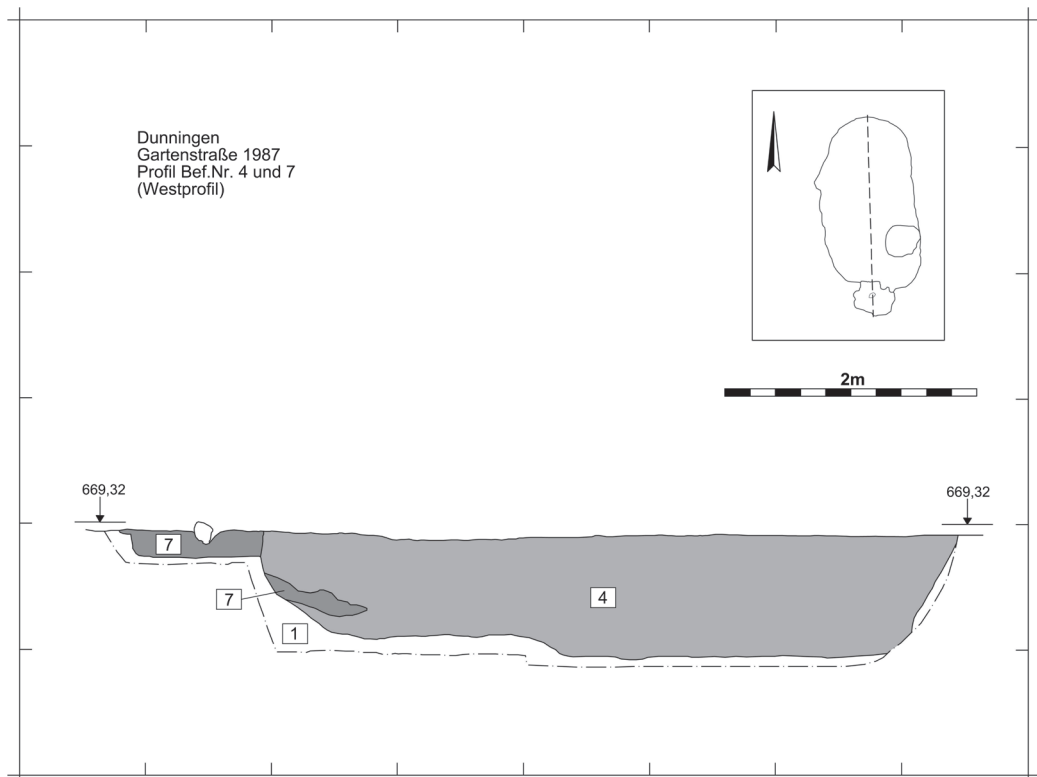 Dunningen
Gartenstraße 1987
Profil Bef.Nr. 4 und 7
(Westprofil)
2m
669,32
669,32
7
7
4
1